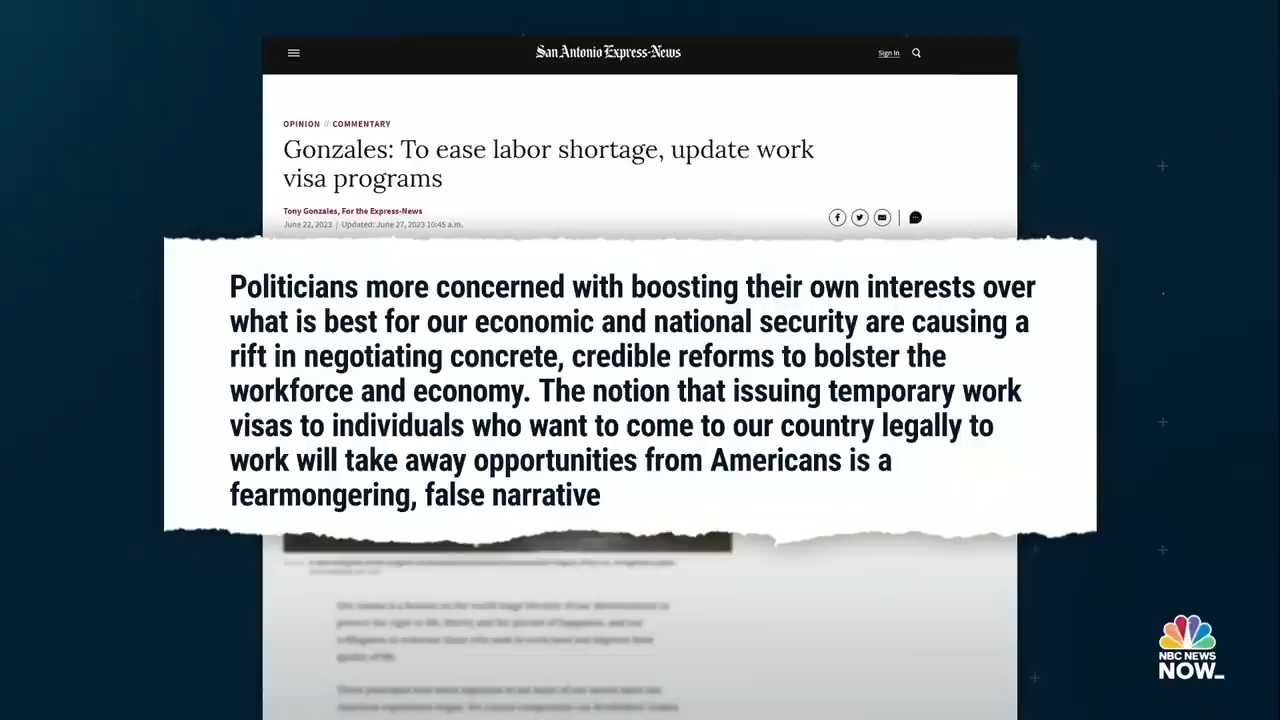 San Antonio Express-News
Sign In
OPINION // COMMENTARY
Gonzales: To ease labor shortage, update work
visa programs
Tony Gonzales, For the Express-News
June 22, 2023 | Updated: June 27, 2023 10:45 a.m.
Politicians more concerned with boosting their own interests over
what is best for our economic and national security are causing a
rift in negotiating concrete, credible reforms to bolster the
workforce and economy. The notion that issuing temporary work
visas to individuals who want to come to our country legally to
work will take away opportunities from Americans is a
fearmongering, false narrative
NBC NEWS
NOW_